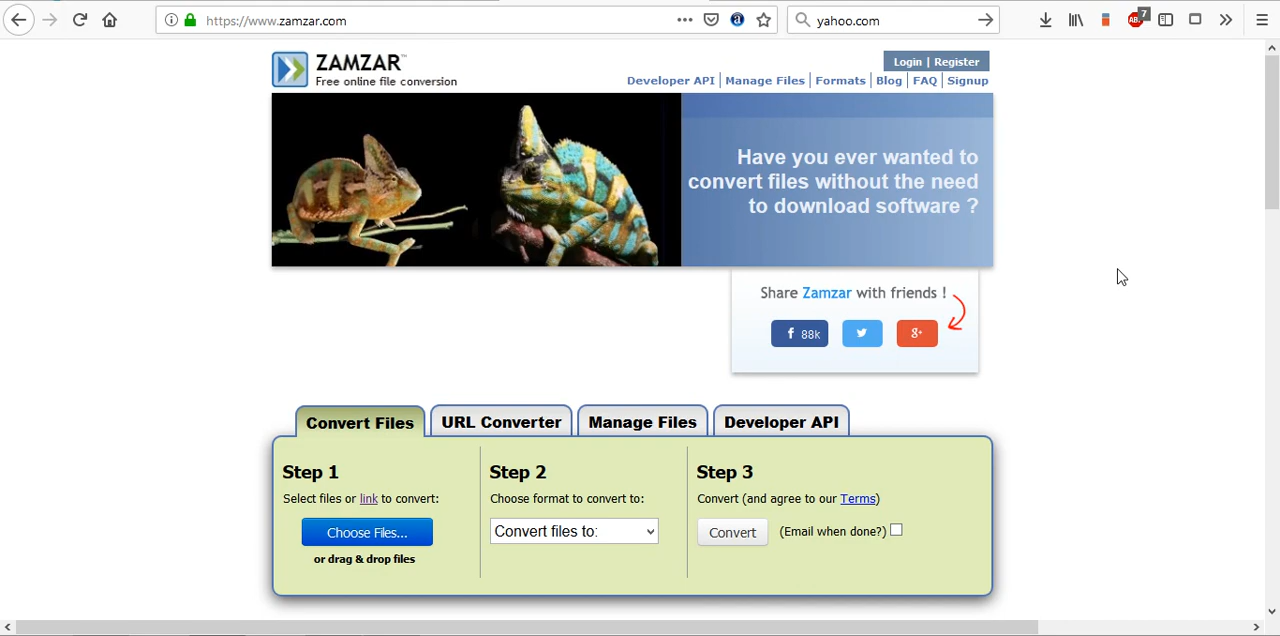 https://www.zamzar.com
yahoo.com
ABP
7
ZAMZAR™
Free online file conversion
Login | Register
Developer API | Manage Files | Formats | Blog | FAQ | Signup
Have you ever wanted to
convert files without the need
to download software ?
Share Zamzar with friends !
f 88k
g+
Convert Files
URL Converter
Manage Files
Developer API
Step 1
Select files or link to convert:
Choose Files...
or drag & drop files
Step 2
Choose format to convert to:
Convert files to:
Step 3
Convert (and agree to our Terms)
Convert
(Email when done?)